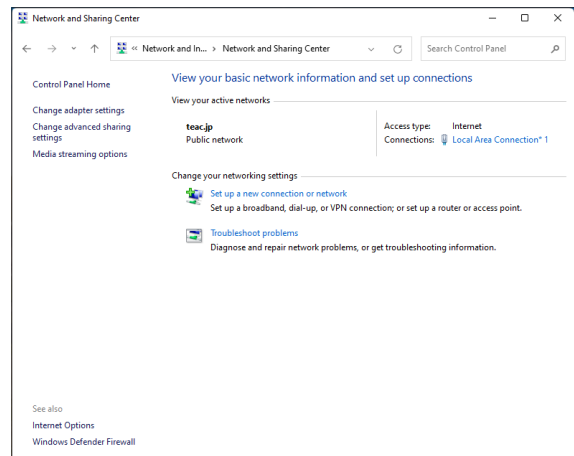 Network and Sharing Center
« Network and In... › Network and Sharing Center
Search Control Panel
Control Panel Home
Change adapter settings
Change advanced sharing
settings
Media streaming options
View your basic network information and set up connections
View your active networks
teac.jp
Public network
Access type: Internet
Connections: Local Area Connection* 1
Change your networking settings
Set up a new connection or network
Set up a broadband, dial-up, or VPN connection; or set up a router or access point.
Troubleshoot problems
Diagnose and repair network problems, or get troubleshooting information.
See also
Internet Options
Windows Defender Firewall